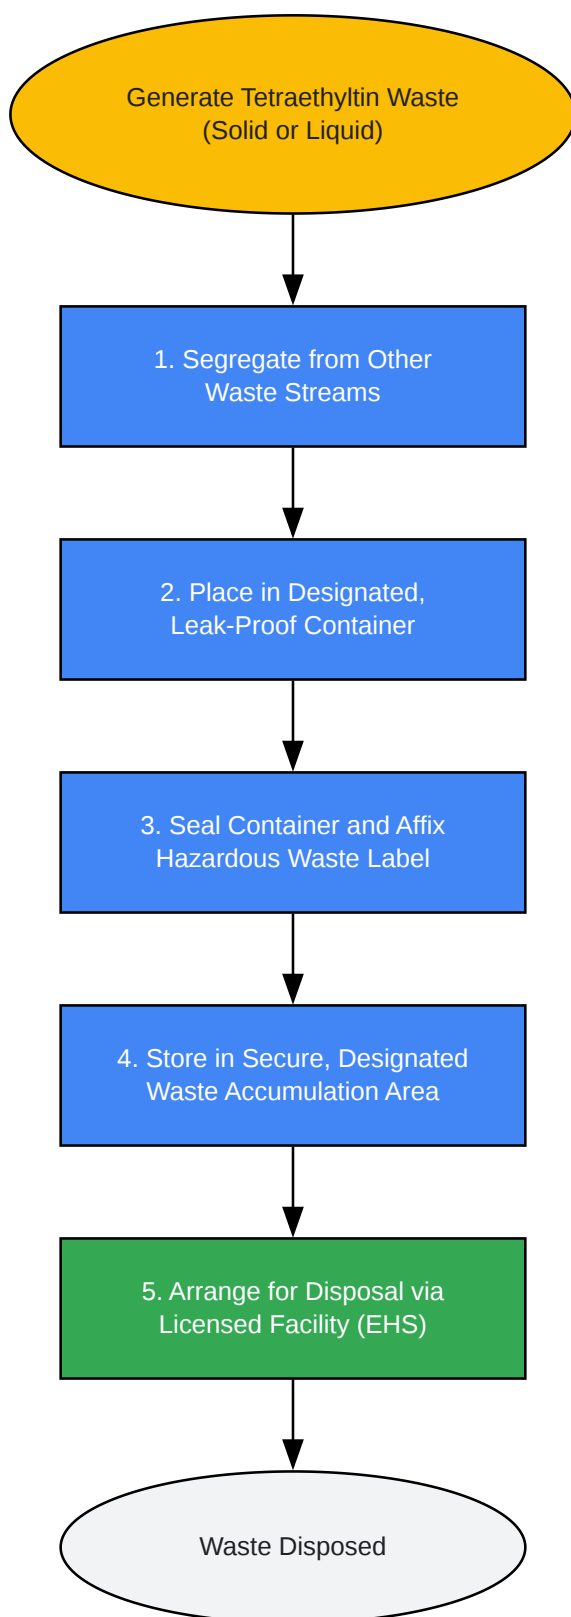 Generate Tetraethyltin Waste
(Solid or Liquid)
1. Segregate from Other
Waste Streams
2. Place in Designated,
Leak-Proof Container
3. Seal Container and Affix
Hazardous Waste Label
4. Store in Secure, Designated
Waste Accumulation Area
5. Arrange for Disposal via
Licensed Facility (EHS)
Waste Disposed